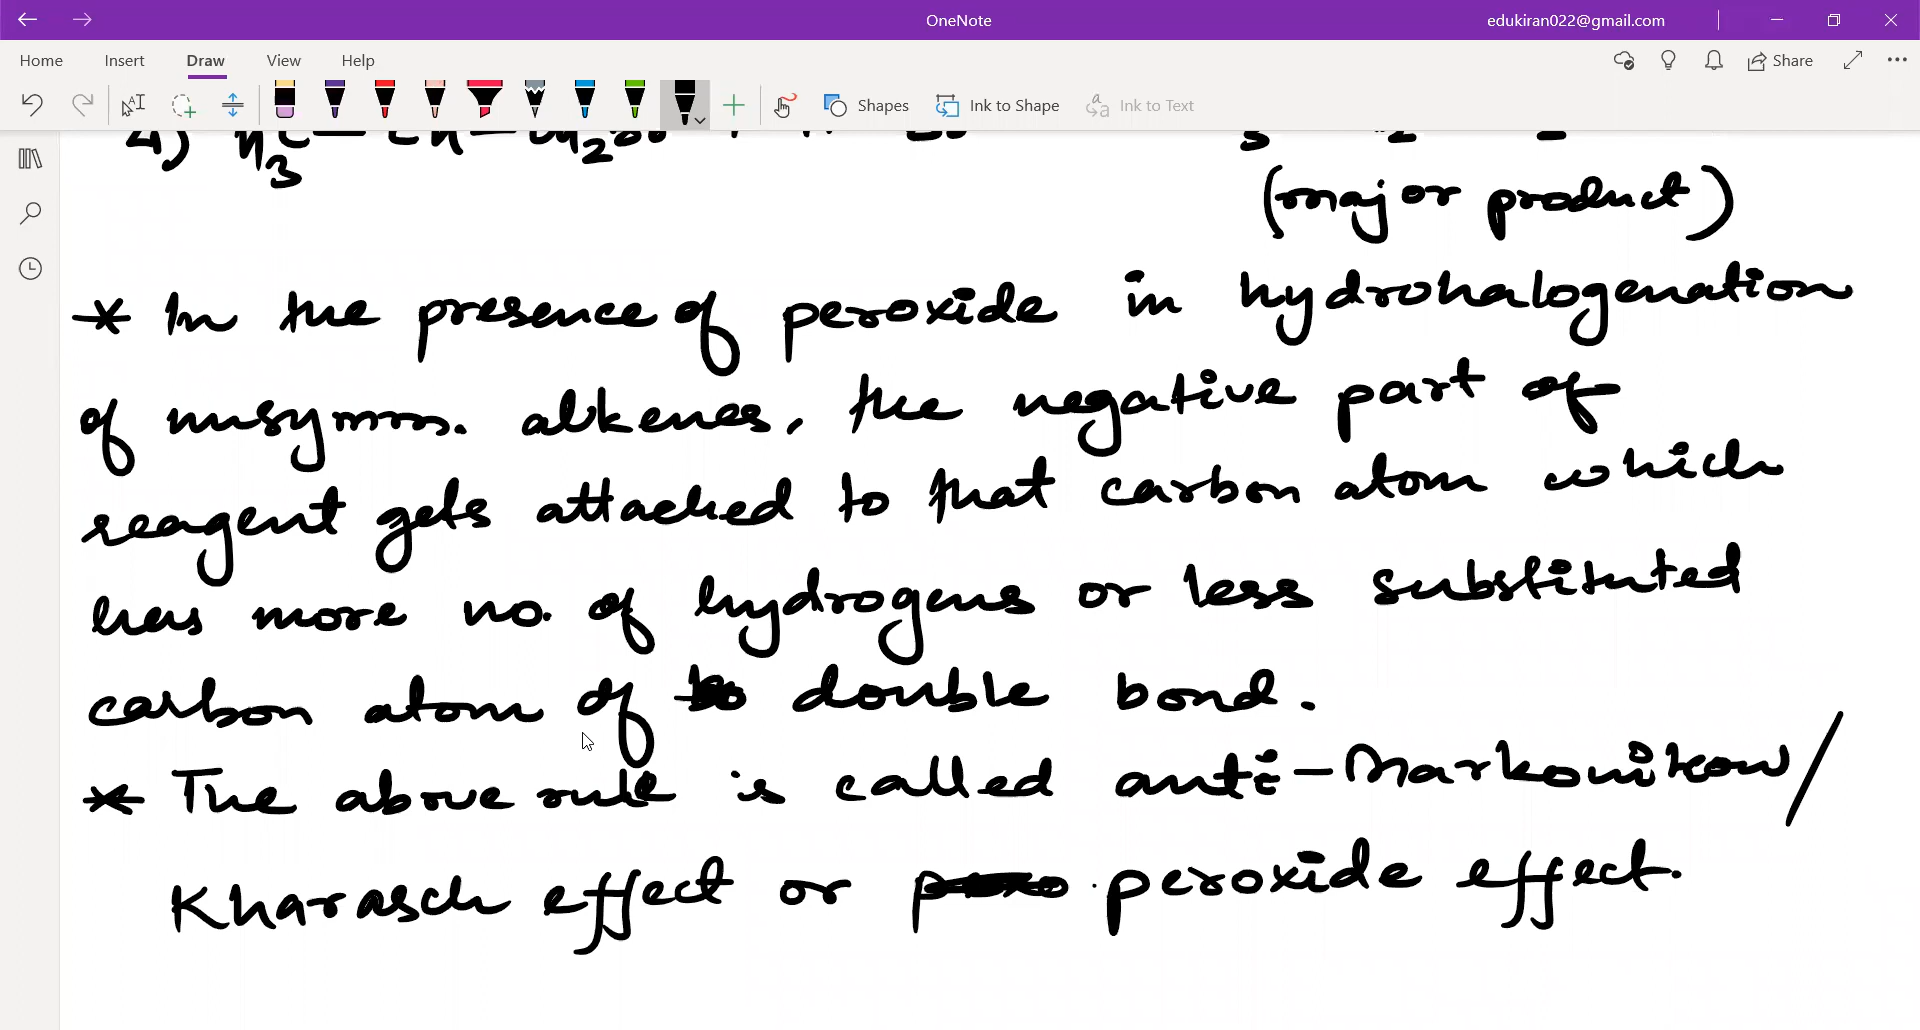 OneNote
edukiran022@gmail.com
Home Insert Draw View Help
Share
Shapes Ink to Shape Ink to Text
4) H3C
(major product)
* In the presence of peroxide in hydrohalogenation
of unsymm. alkenes, the negative part of
reagent gets attached to that carbon atom which
has more no. of hydrogens or less substituted
carbon atom of double bond.
* The above rule is called anti-Markonikow/
Kharasch effect or peroxide effect.